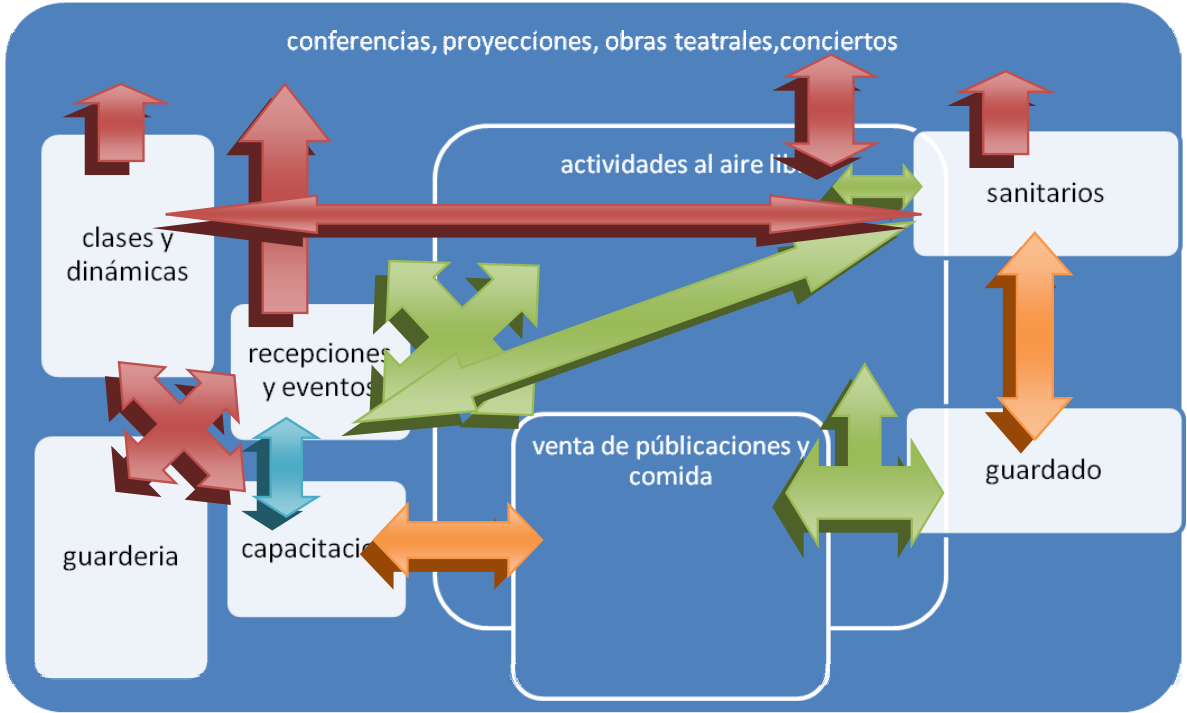 conferencias, proyecciones, obras teatrales,conciertos
actividades al aire
sanitarios
clases y
dinámicas
recepciones
y eventos
venta de públicaciones y
comida
guardado
guarderia